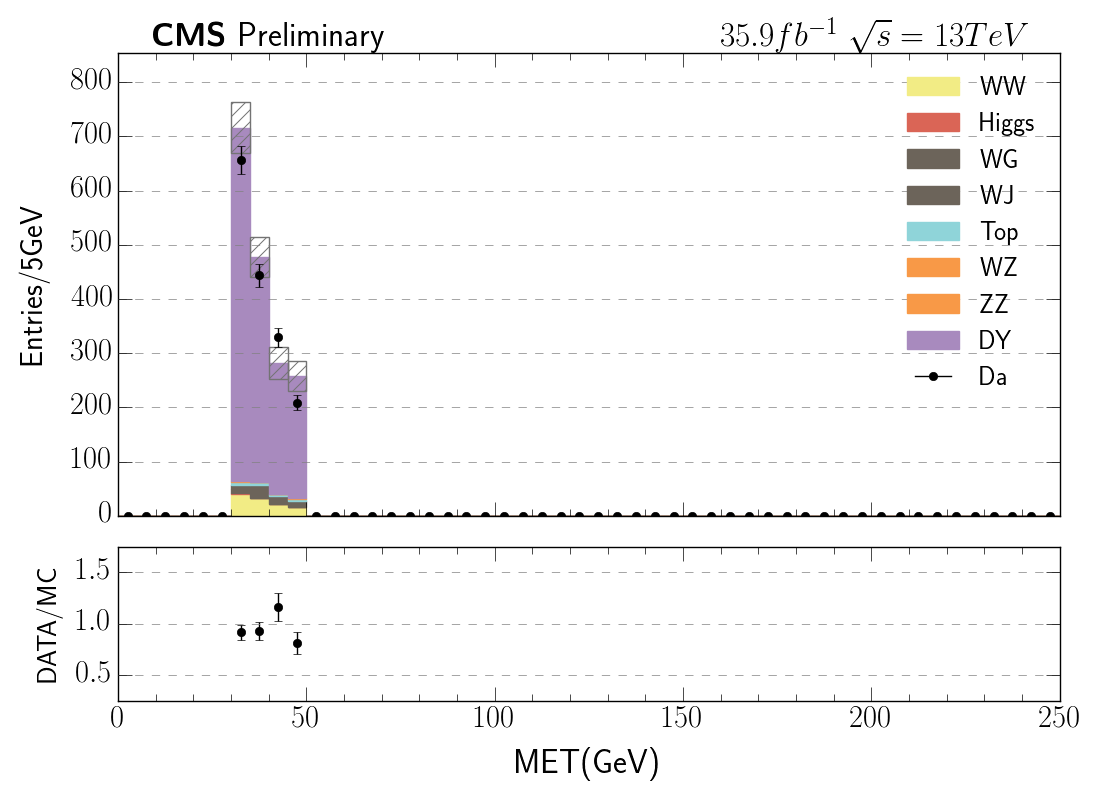 CMS Preliminary
35.9fb⁻¹ √s = 13TeV
Entries/5GeV
800
700
600
500
400
300
200
100
0
WW
Higgs
WG
WJ
Top
WZ
ZZ
DY
Da
DATA/MC
1.5
1.0
0.5
0 50 100 150 200 250
MET(GeV)